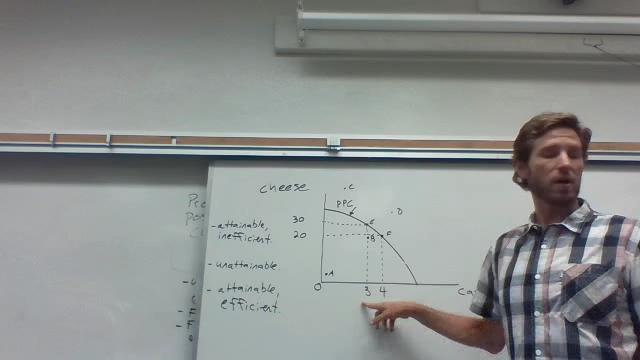 cheese
.C
PPC
30
E
.D
- attainable, inefficient.
20
B
F
- unattainable.
A
- attainable, efficient.
0
3
4